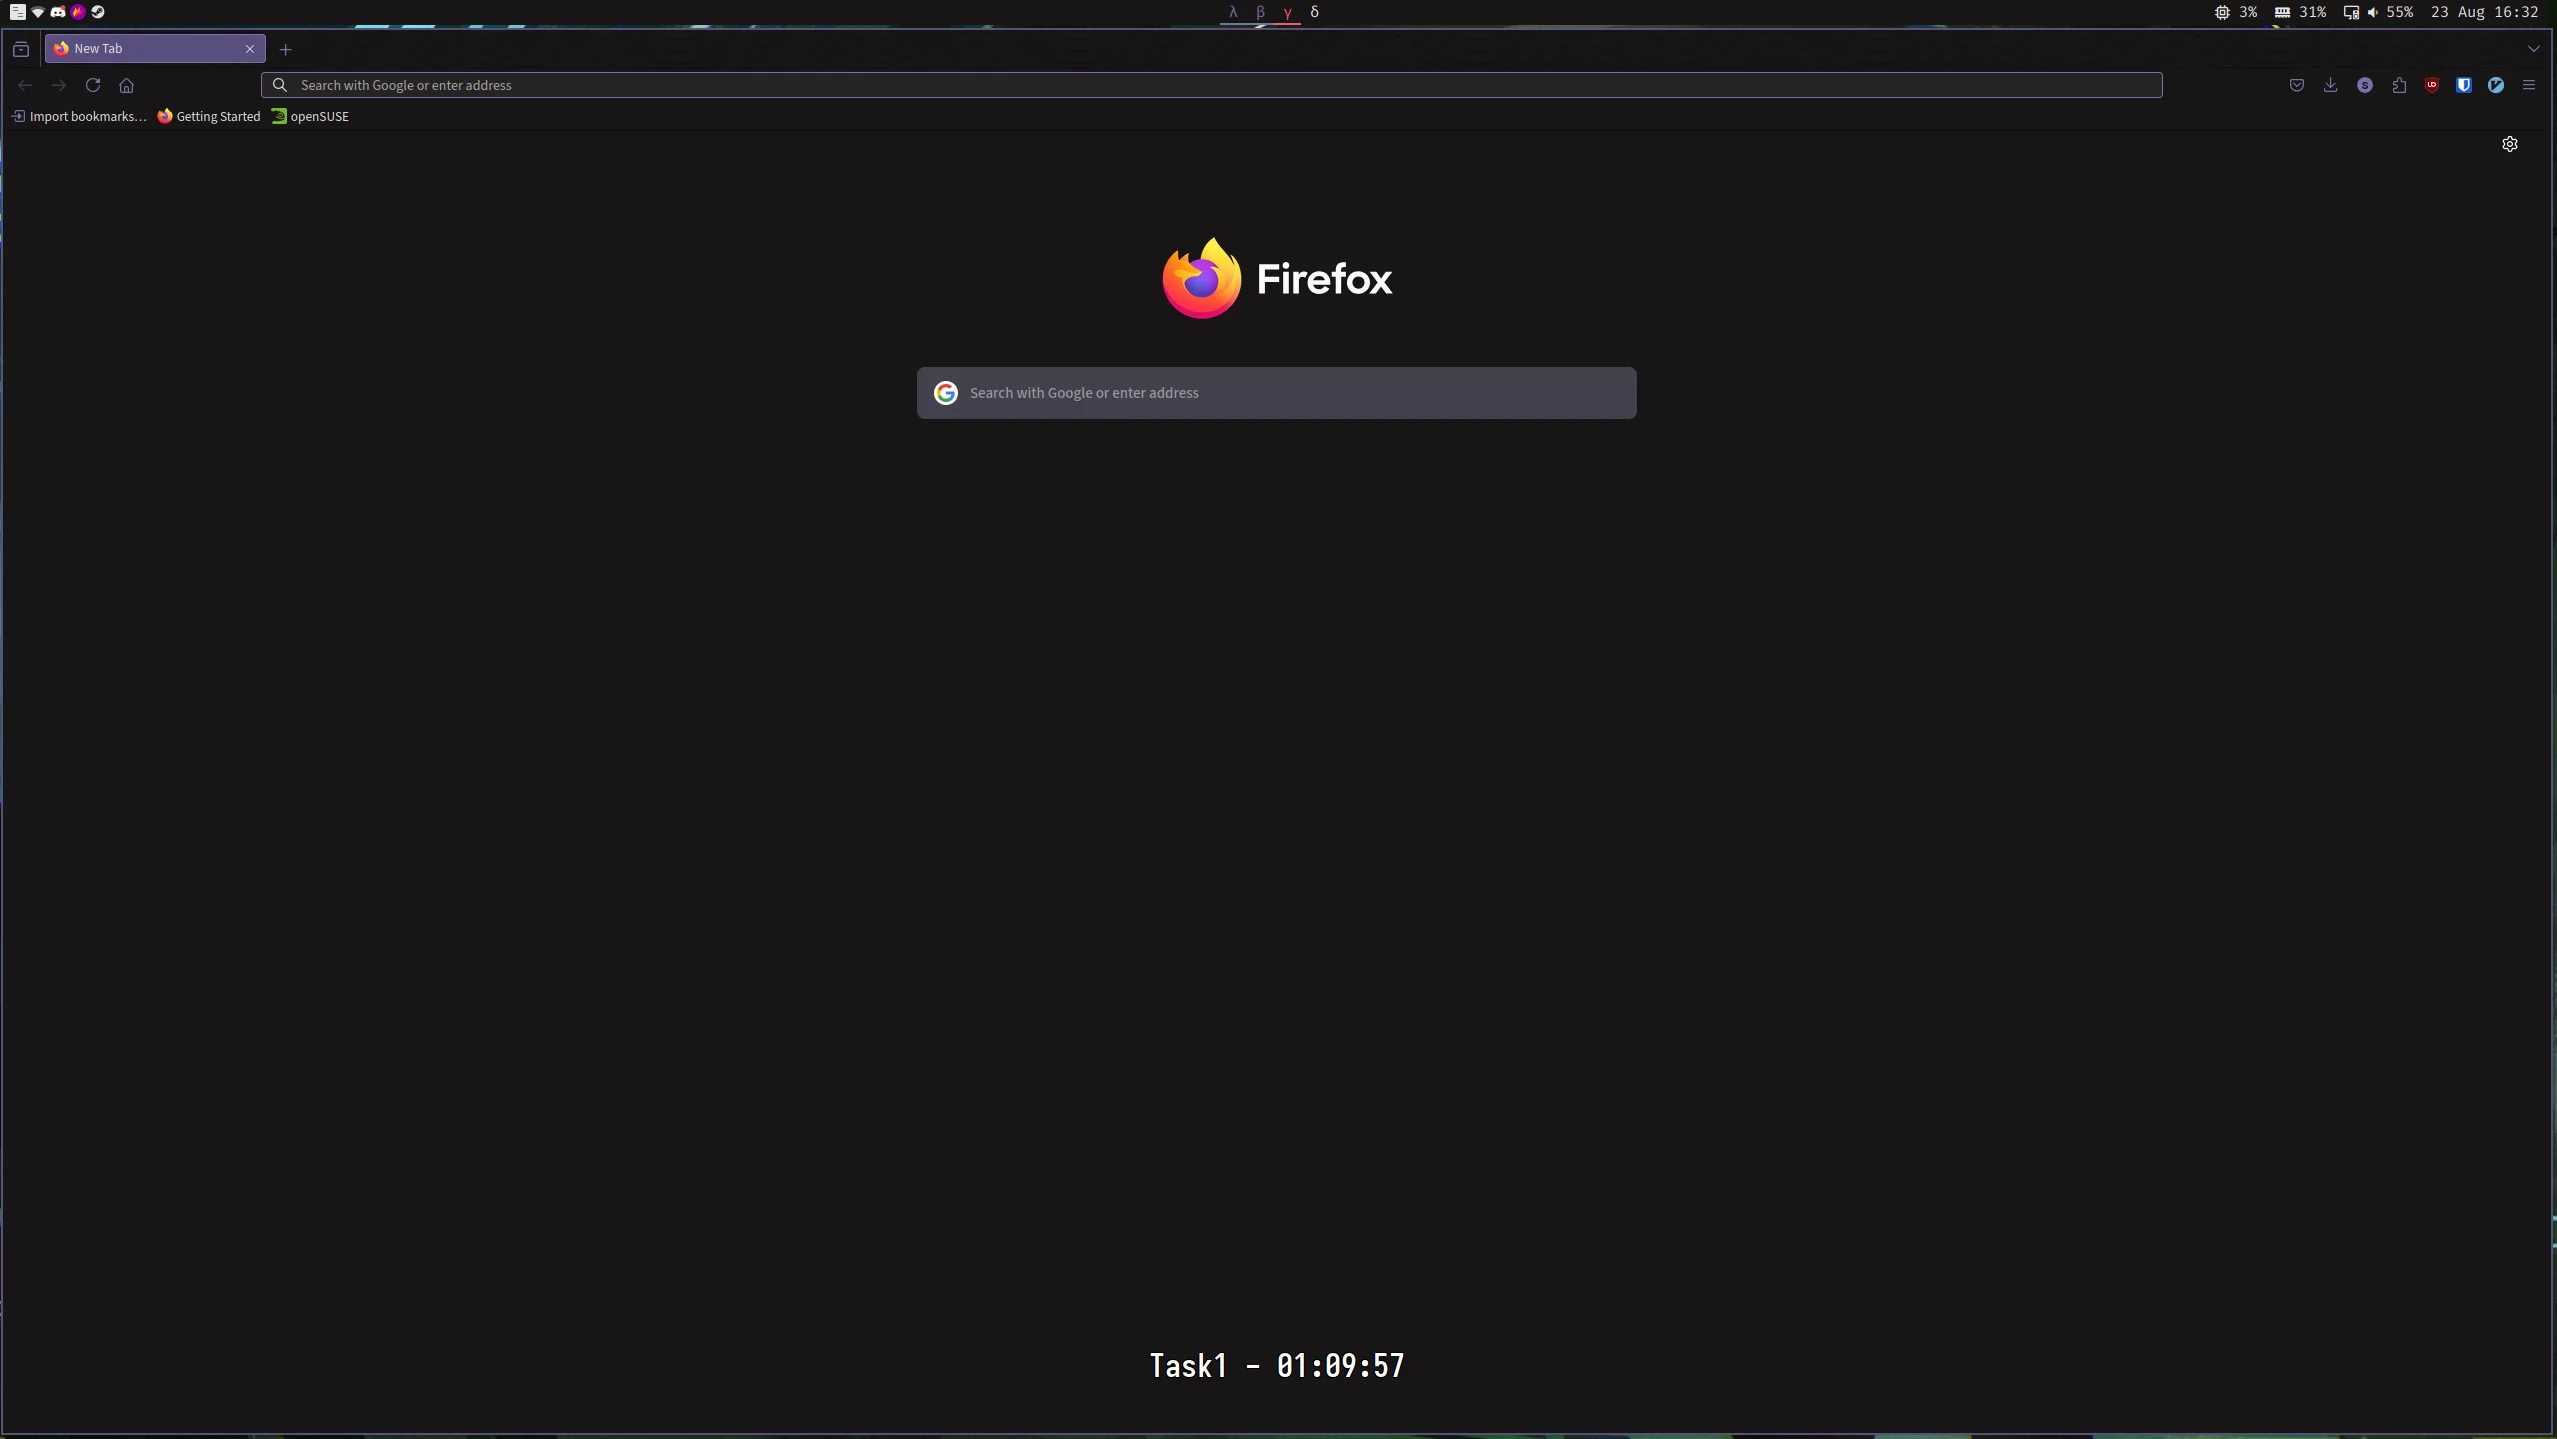 λ β γ δ
3% 31% 55% 23 Aug 16:32
New Tab
Search with Google or enter address
S
UO
Import bookmarks… Getting Started openSUSE
Firefox
Search with Google or enter address
Task1 - 01:09:57